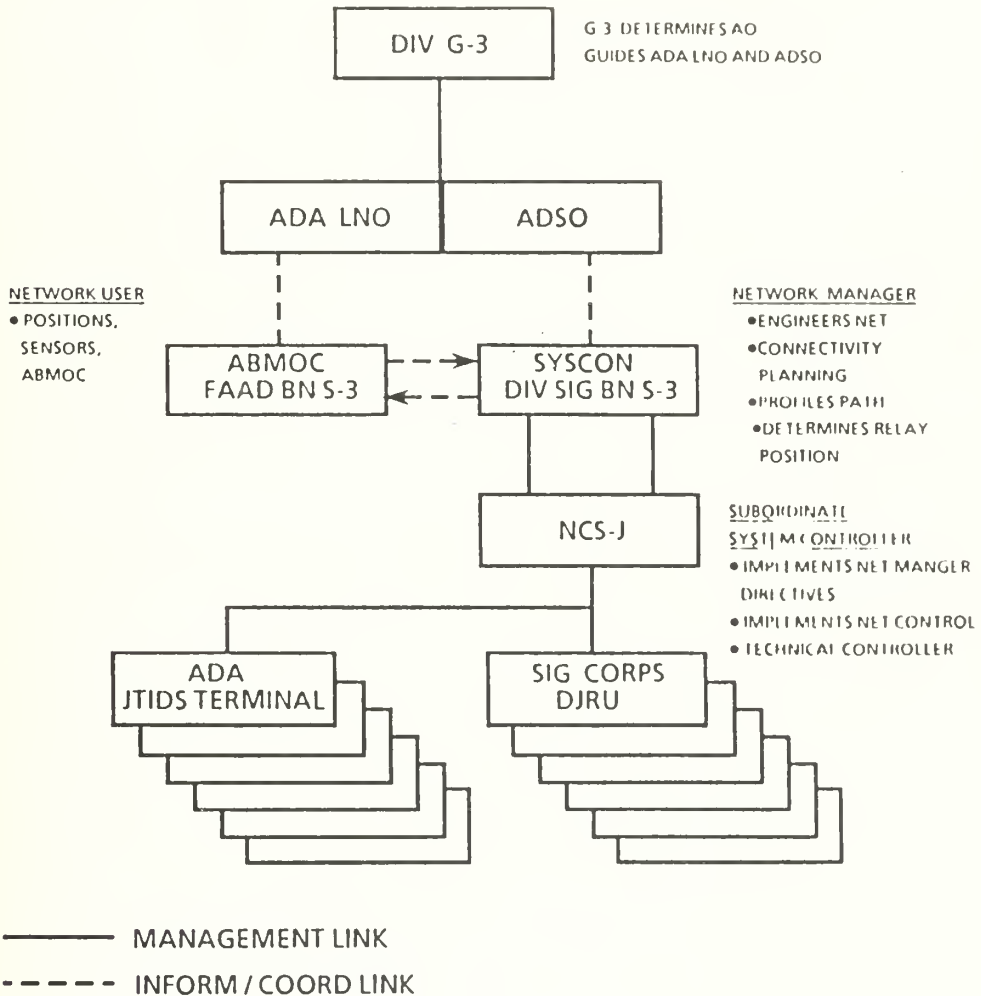 DIV G-3
G-3 DETERMINES AO
GUIDES ADA LNO AND ADSO
ADA LNO
ADSO
NETWORK USER
• POSITIONS,
SENSORS,
ABMOC
ABMOC
FAAD BN S-3
SYSCON
DIV SIG BN S-3
NETWORK MANAGER
•ENGINEERS NET
•CONNECTIVITY
PLANNING
•PROFILES PATH
•DETERMINES RELAY
POSITION
NCS-J
SUBORDINATE
SYSTEM CONTROLLER
• IMPLEMENTS NET MANGER
DIRECTIVES
• IMPLEMENTS NET CONTROL
• TECHNICAL CONTROLLER
ADA
JTIDS TERMINAL
SIG CORPS
DJRU
MANAGEMENT LINK
INFORM / COORD LINK